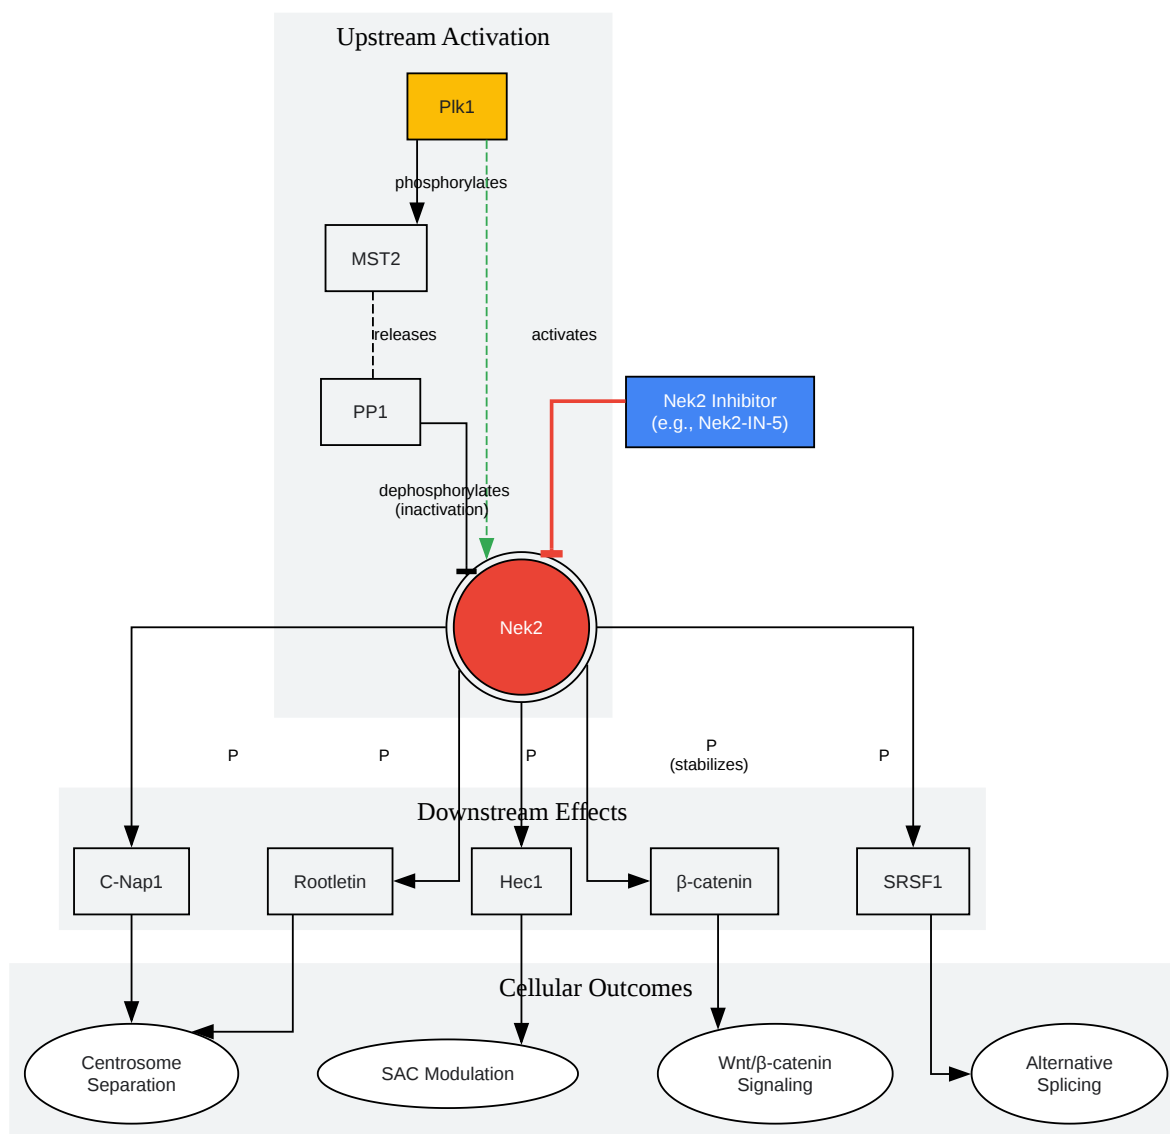 Upstream Activation
Plk1
phosphorylates
MST2
releases
activates
PP1
Nek2 Inhibitor
(e.g., Nek2-IN-5)
dephosphorylates
(inactivation)
Nek2
P
P
P
P
(stabilizes)
P
Downstream Effects
C-Nap1
Rootletin
Hec1
β-catenin
SRSF1
Cellular Outcomes
Centrosome
Separation
SAC Modulation
Wnt/β-catenin
Signaling
Alternative
Splicing